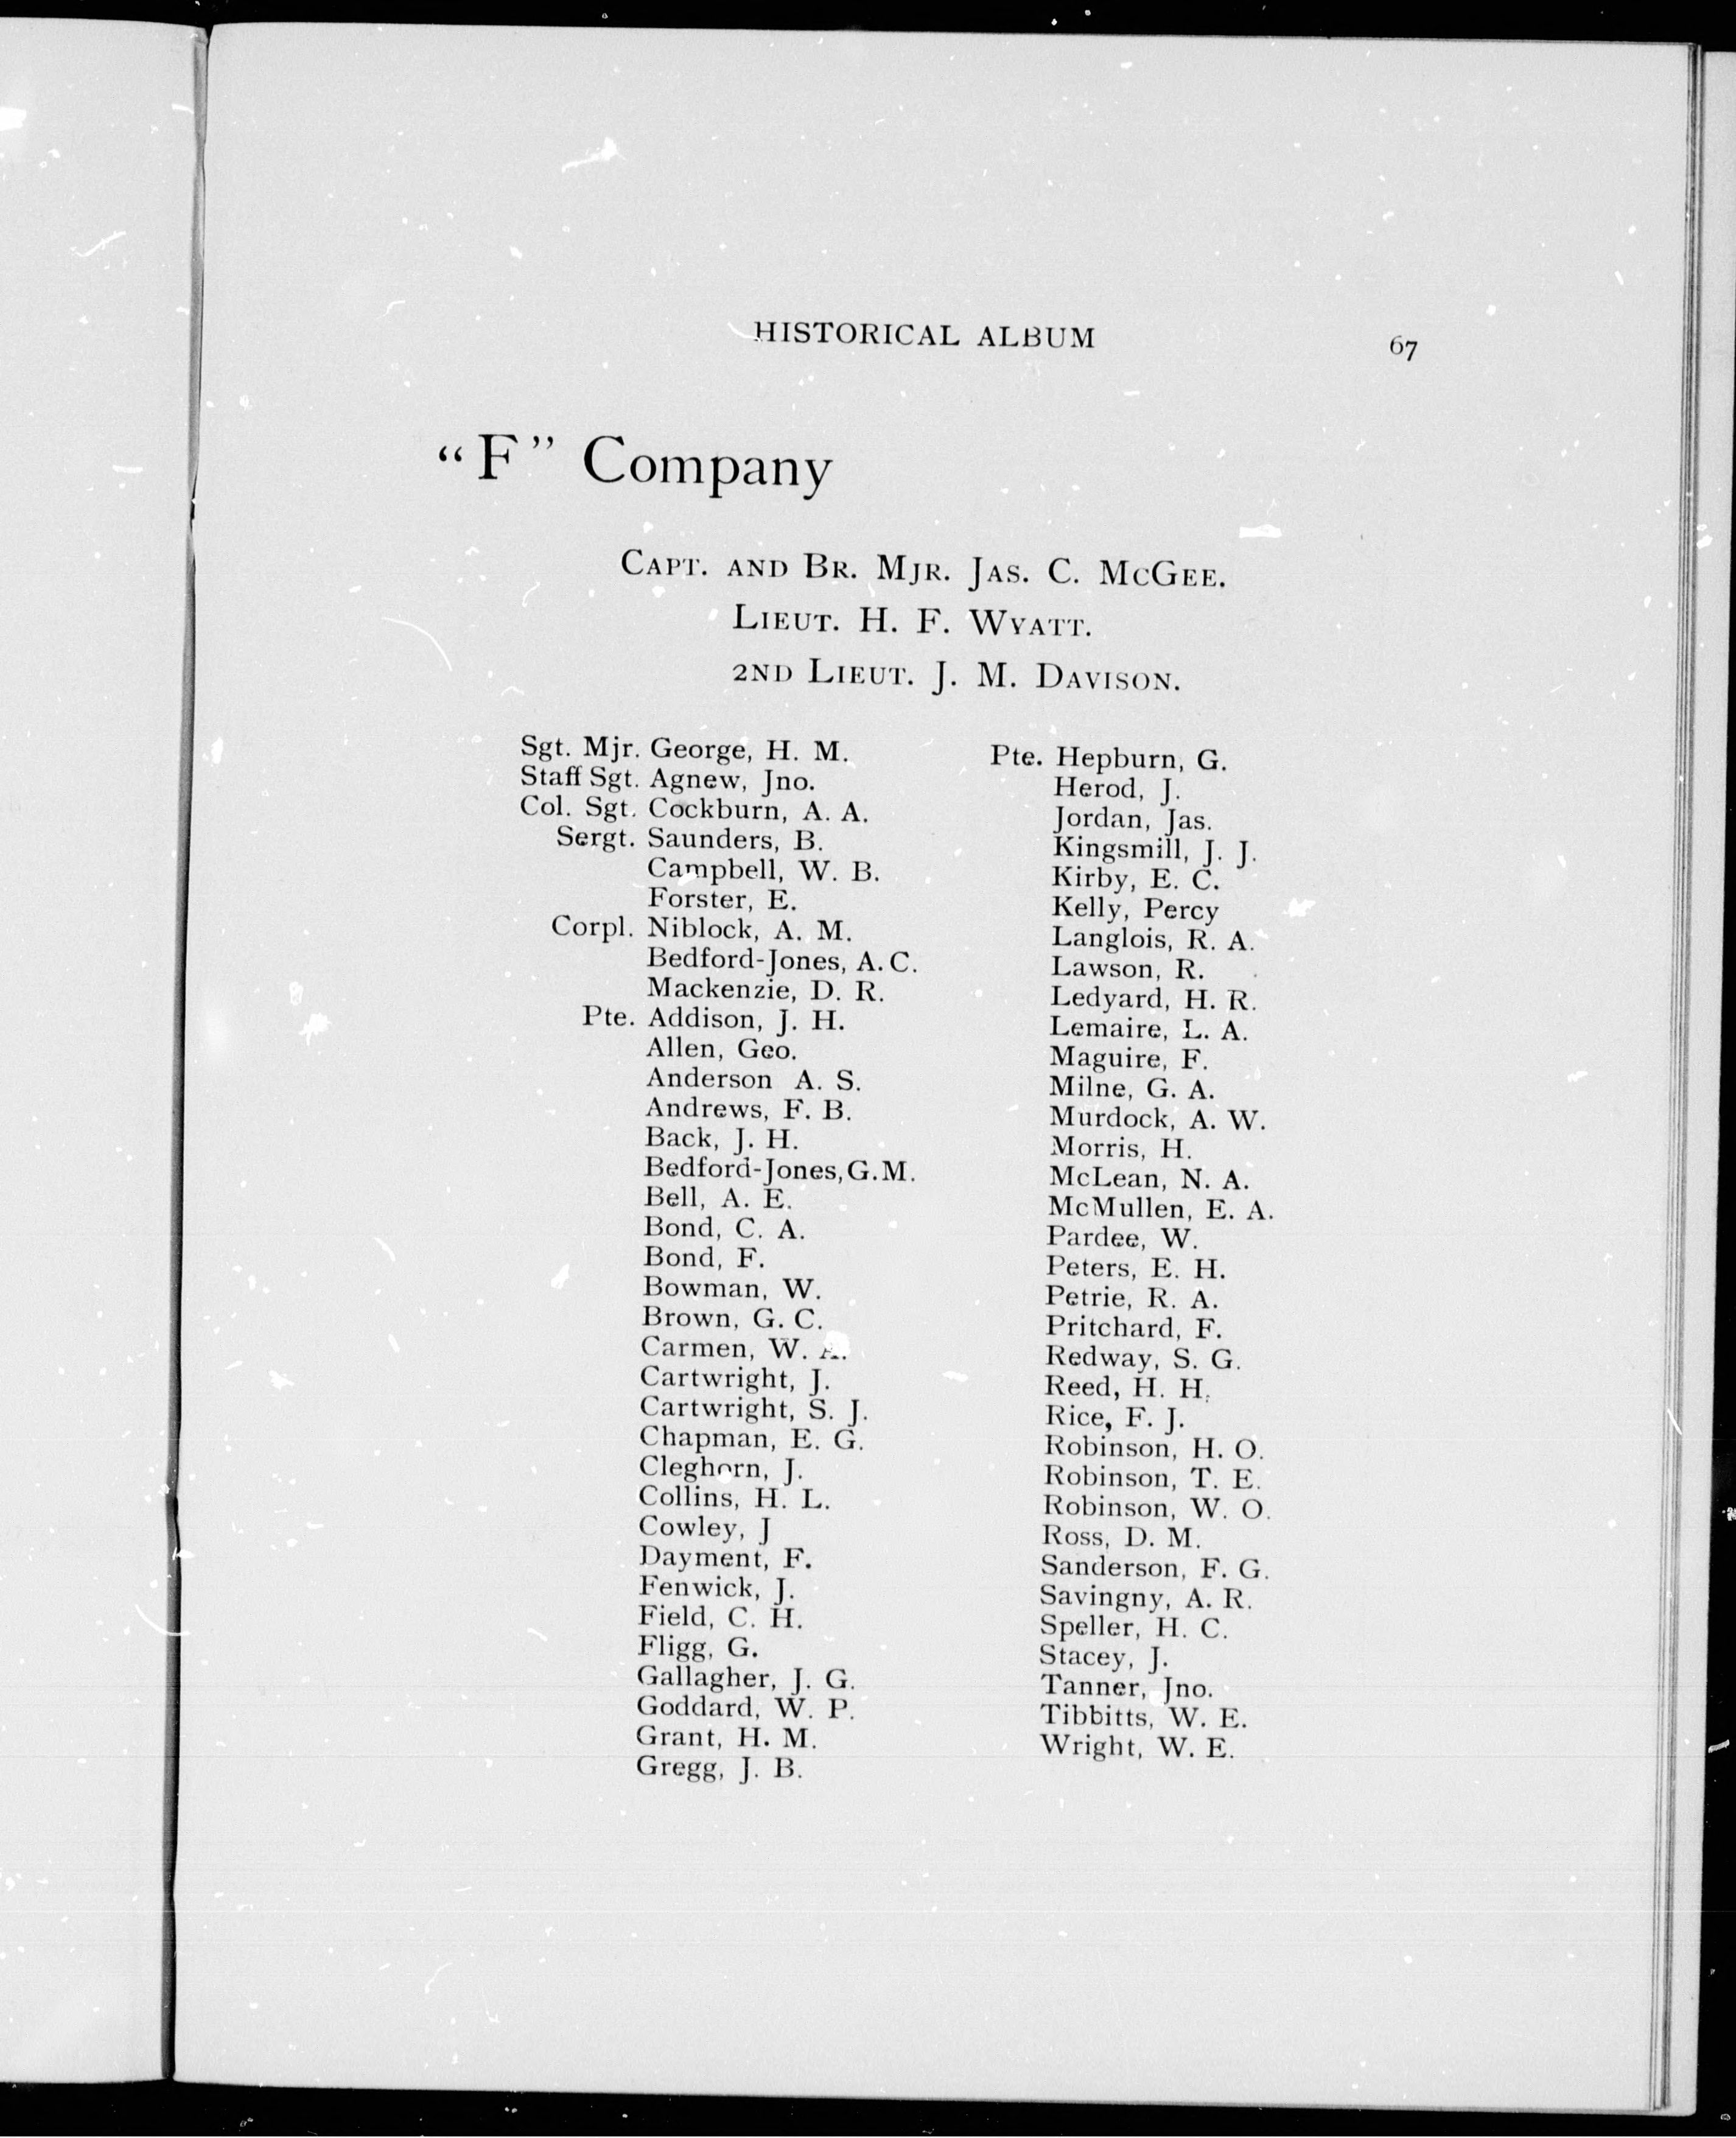 HISTORICAL ALBUM 67
“F” Company
CAPT. AND BR. MJR. JAS. C. MCGEE.
LIEUT. H. F. WYATT.
2ND LIEUT. J. M. DAVISON.
Sgt. Mjr. George, H. M.
Staff Sgt. Agnew, Jno.
Col. Sgt. Cockburn, A. A.
Sergt. Saunders, B.
Campbell, W. B.
Forster, E.
Corpl. Niblock, A. M.
Bedford-Jones, A. C.
Mackenzie, D. R.
Pte. Addison, J. H.
Allen, Geo.
Anderson A. S.
Andrews, F. B.
Back, J. H.
Bedford-Jones, G. M.
Bell, A. E.
Bond, C. A.
Bond, F.
Bowman, W.
Brown, G. C.
Carmen, W. A.
Cartwright, J.
Cartwright, S. J.
Chapman, E. G.
Cleghorn, J.
Collins, H. L.
Cowley, J
Dayment, F.
Fenwick, J.
Field, C. H.
Fligg, G.
Gallagher, J. G.
Goddard, W. P.
Grant, H. M.
Gregg, J. B.
Pte. Hepburn, G.
Herod, J.
Jordan, Jas.
Kingsmill, J. J.
Kirby, E. C.
Kelly, Percy
Langlois, R. A.
Lawson, R.
Ledyard, H. R.
Lemaire, L. A.
Maguire, F.
Milne, G. A.
Murdock, A. W.
Morris, H.
McLean, N. A.
McMullen, E. A.
Pardee, W.
Peters, E. H.
Petrie, R. A.
Pritchard, F.
Redway, S. G.
Reed, H. H.
Rice, F. J.
Robinson, H. O.
Robinson, T. E.
Robinson, W. O.
Ross, D. M.
Sanderson, F. G.
Savingny, A. R.
Speller, H. C.
Stacey, J.
Tanner, Jno.
Tibbitts, W. E.
Wright, W. E.